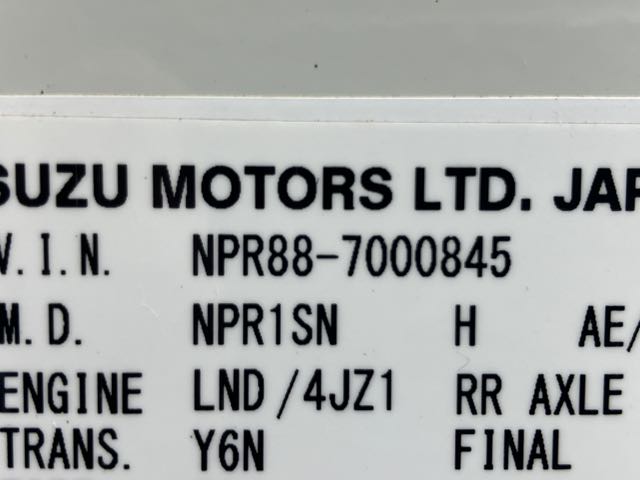 SUZU MOTORS LTD. JAP
V.I.N. NPR88-7000845
M.D. NPR1SN H AE/
ENGINE LND/4JZ1 RR AXLE
TRANS. Y6N FINAL